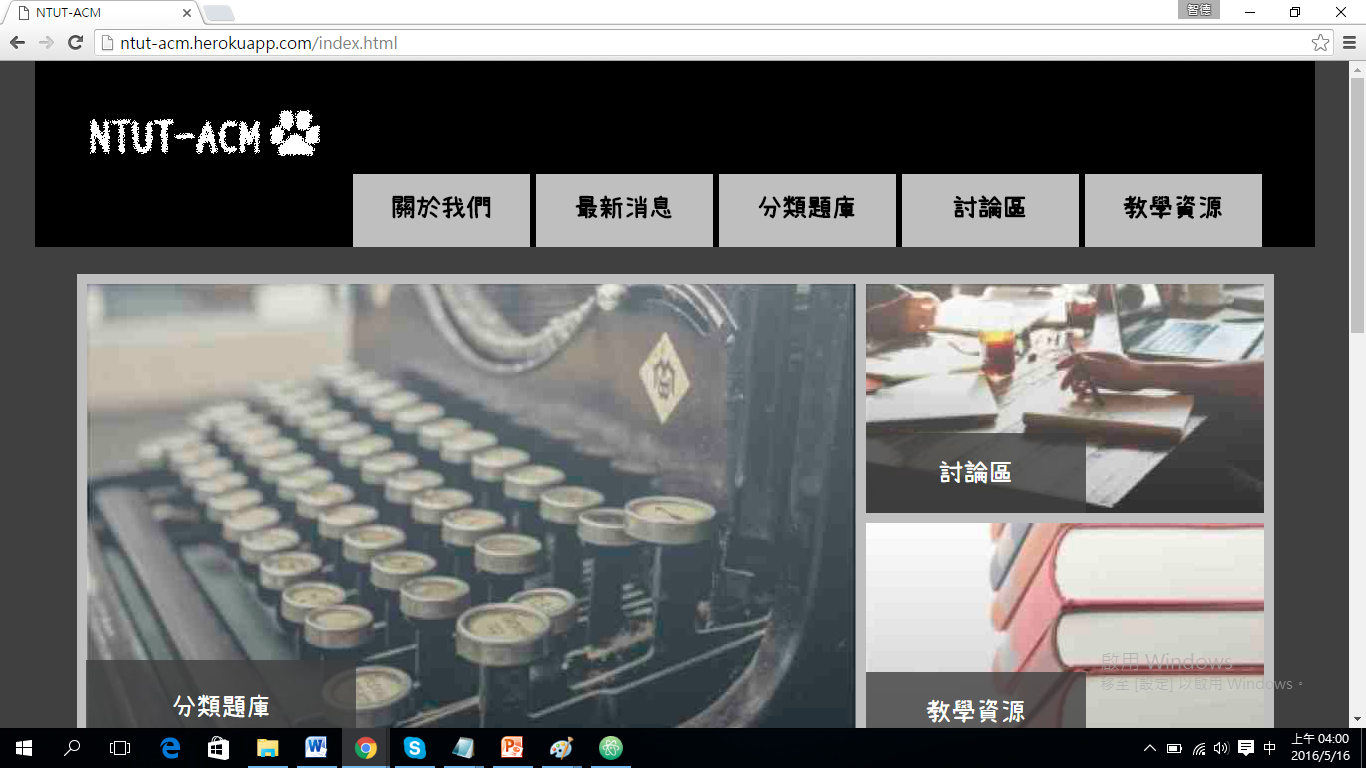 NTUT-ACM
智德
ntut-acm.herokuapp.com/index.html
NTUT-ACM
關於我們
最新消息
分類題庫
討論區
教學資源
討論區
分類題庫
教學資源
啟用 Windows
移至 [設定] 以啟用 Windows。
中
上午 04:00
2016/5/16